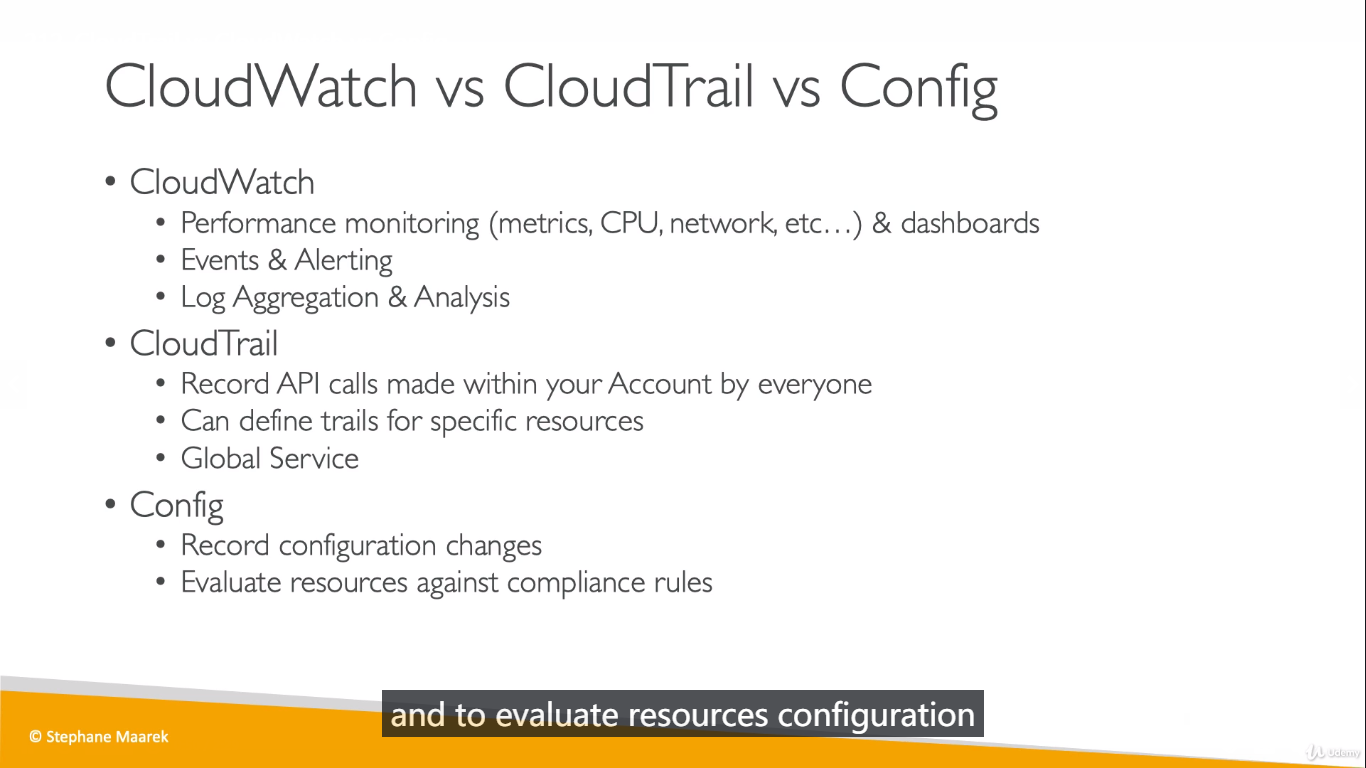 CloudWatch vs CloudTrail vs Config
• CloudWatch
• Performance monitoring (metrics, CPU, network, etc…) & dashboards
• Events & Alerting
• Log Aggregation & Analysis
• CloudTrail
• Record API calls made within your Account by everyone
• Can define trails for specific resources
• Global Service
• Config
• Record configuration changes
• Evaluate resources against compliance rules
and to evaluate resources configuration
© Stephane Maarek
Udemy